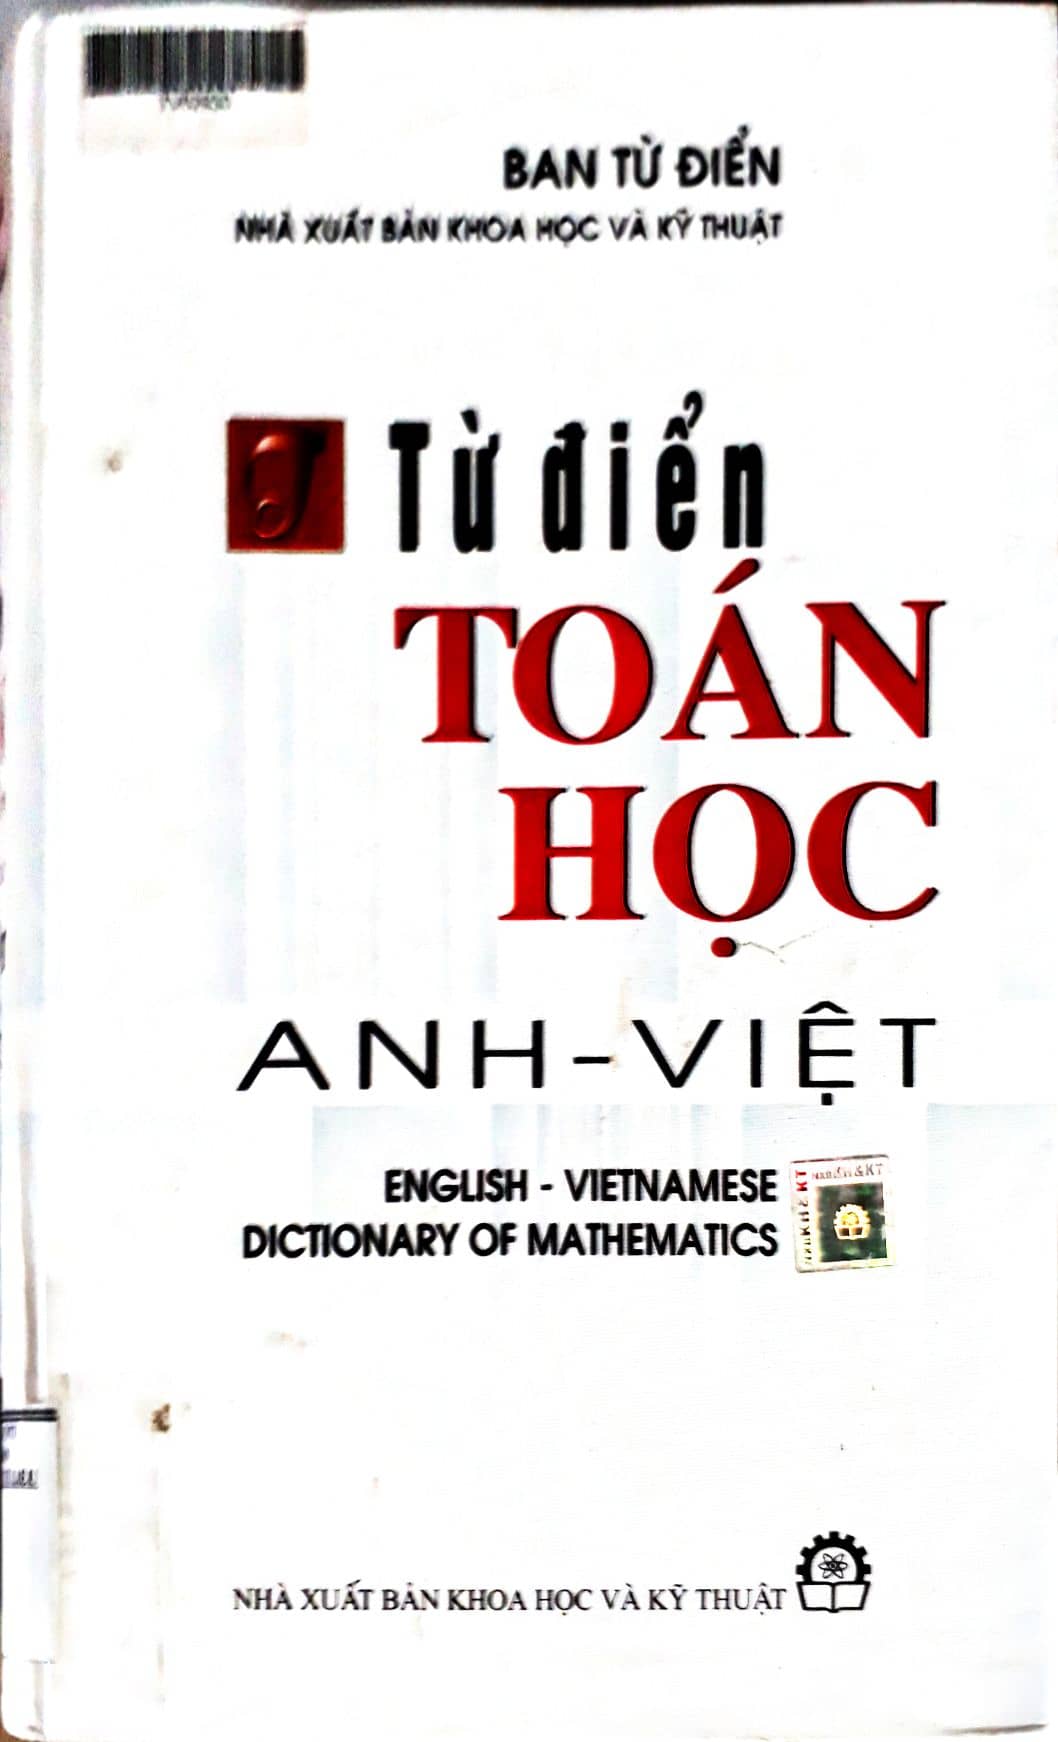 BAN TỪ ĐIỂN
NHÀ XUẤT BẢN KHOA HỌC VÀ KỸ THUẬT
Từ điển
TOÁN
HỌC
ANH-VIỆT
ENGLISH - VIETNAMESE
DICTIONARY OF MATHEMATICS
NHÀ XUẤT BẢN KHOA HỌC VÀ KỸ THUẬT